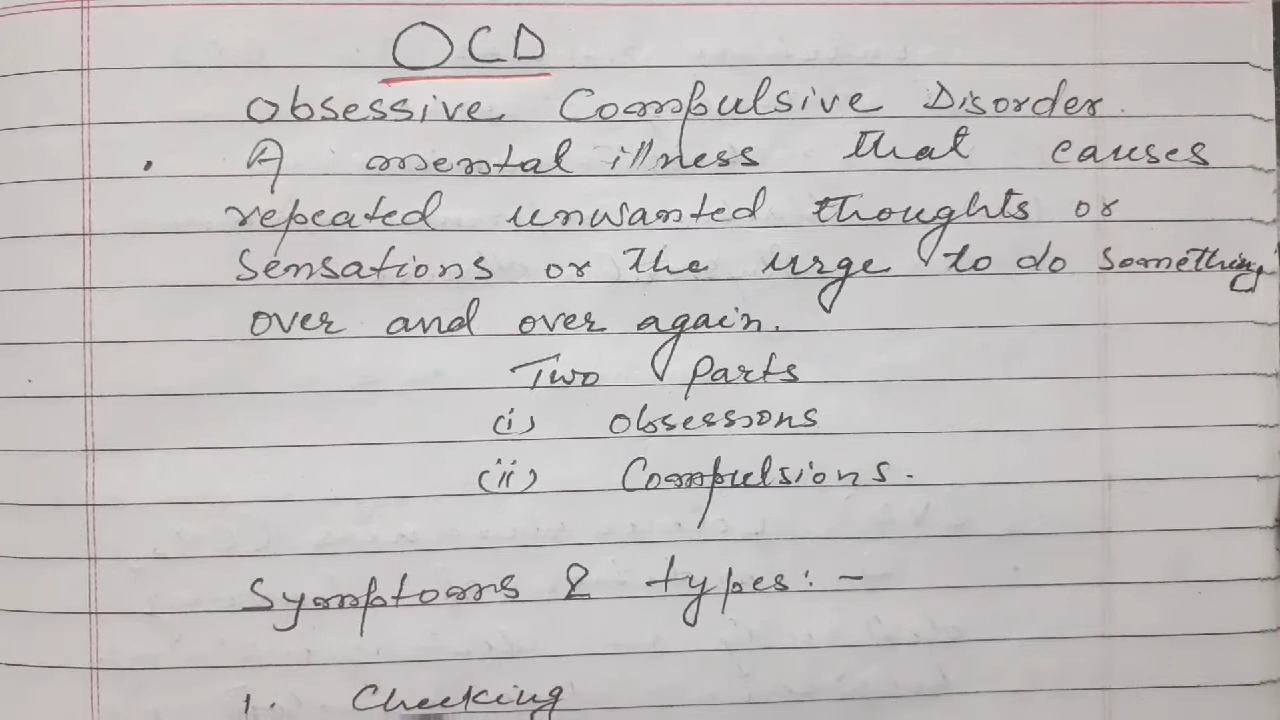 OCD
Obsessive Compulsive Disorder.
. A mental illness that causes
repeated unwanted thoughts or
Sensations or the urge to do something
over and over again.
Two Parts
(i) Obsessions
(ii) Compulsions.
Symptoms & types: -
1. Checking